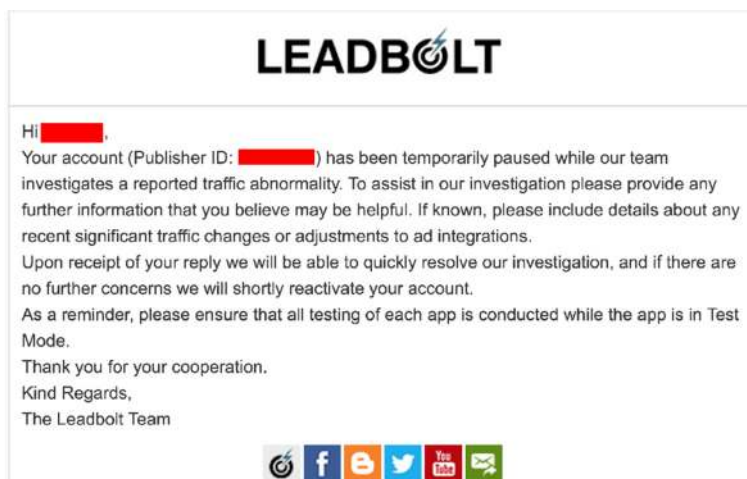 LEADBOLT
Hi ,
Your account (Publisher ID: ) has been temporarily paused while our team
investigates a reported traffic abnormality. To assist in our investigation please provide any
further information that you believe may be helpful. If known, please include details about any
recent significant traffic changes or adjustments to ad integrations.
Upon receipt of your reply we will be able to quickly resolve our investigation, and if there are
no further concerns we will shortly reactivate your account.
As a reminder, please ensure that all testing of each app is conducted while the app is in Test
Mode.
Thank you for your cooperation.
Kind Regards,
The Leadbolt Team
You
Tube